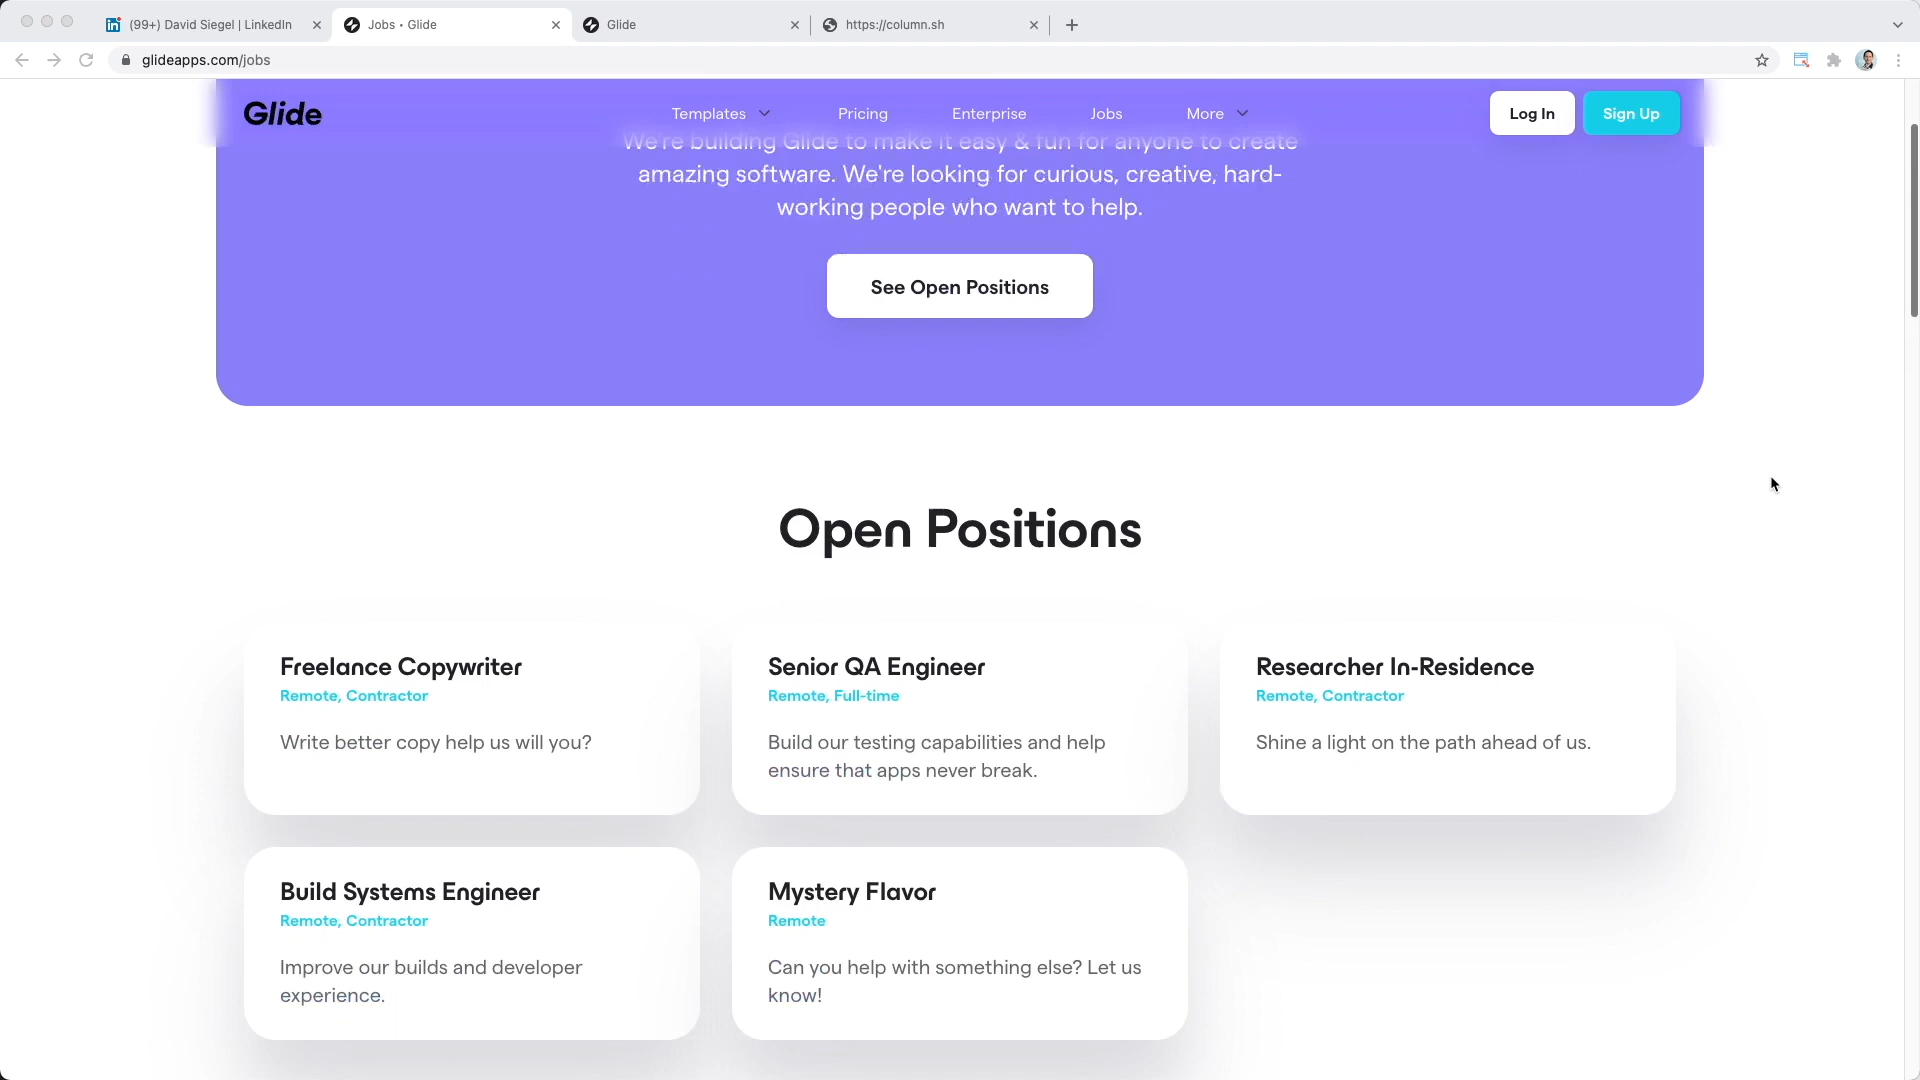 (99+) David Siegel | LinkedIn
Jobs • Glide
Glide
https://column.sh
glideapps.com/jobs
Glide
Templates
Pricing
Enterprise
Jobs
More
Log In
Sign Up
We're building Glide to make it easy & fun for anyone to create
amazing software. We're looking for curious, creative, hard-
working people who want to help.
See Open Positions
Open Positions
Freelance Copywriter
Remote, Contractor
Write better copy help us will you?
Senior QA Engineer
Remote, Full-time
Build our testing capabilities and help
ensure that apps never break.
Researcher In-Residence
Remote, Contractor
Shine a light on the path ahead of us.
Build Systems Engineer
Remote, Contractor
Improve our builds and developer
experience.
Mystery Flavor
Remote
Can you help with something else? Let us
know!